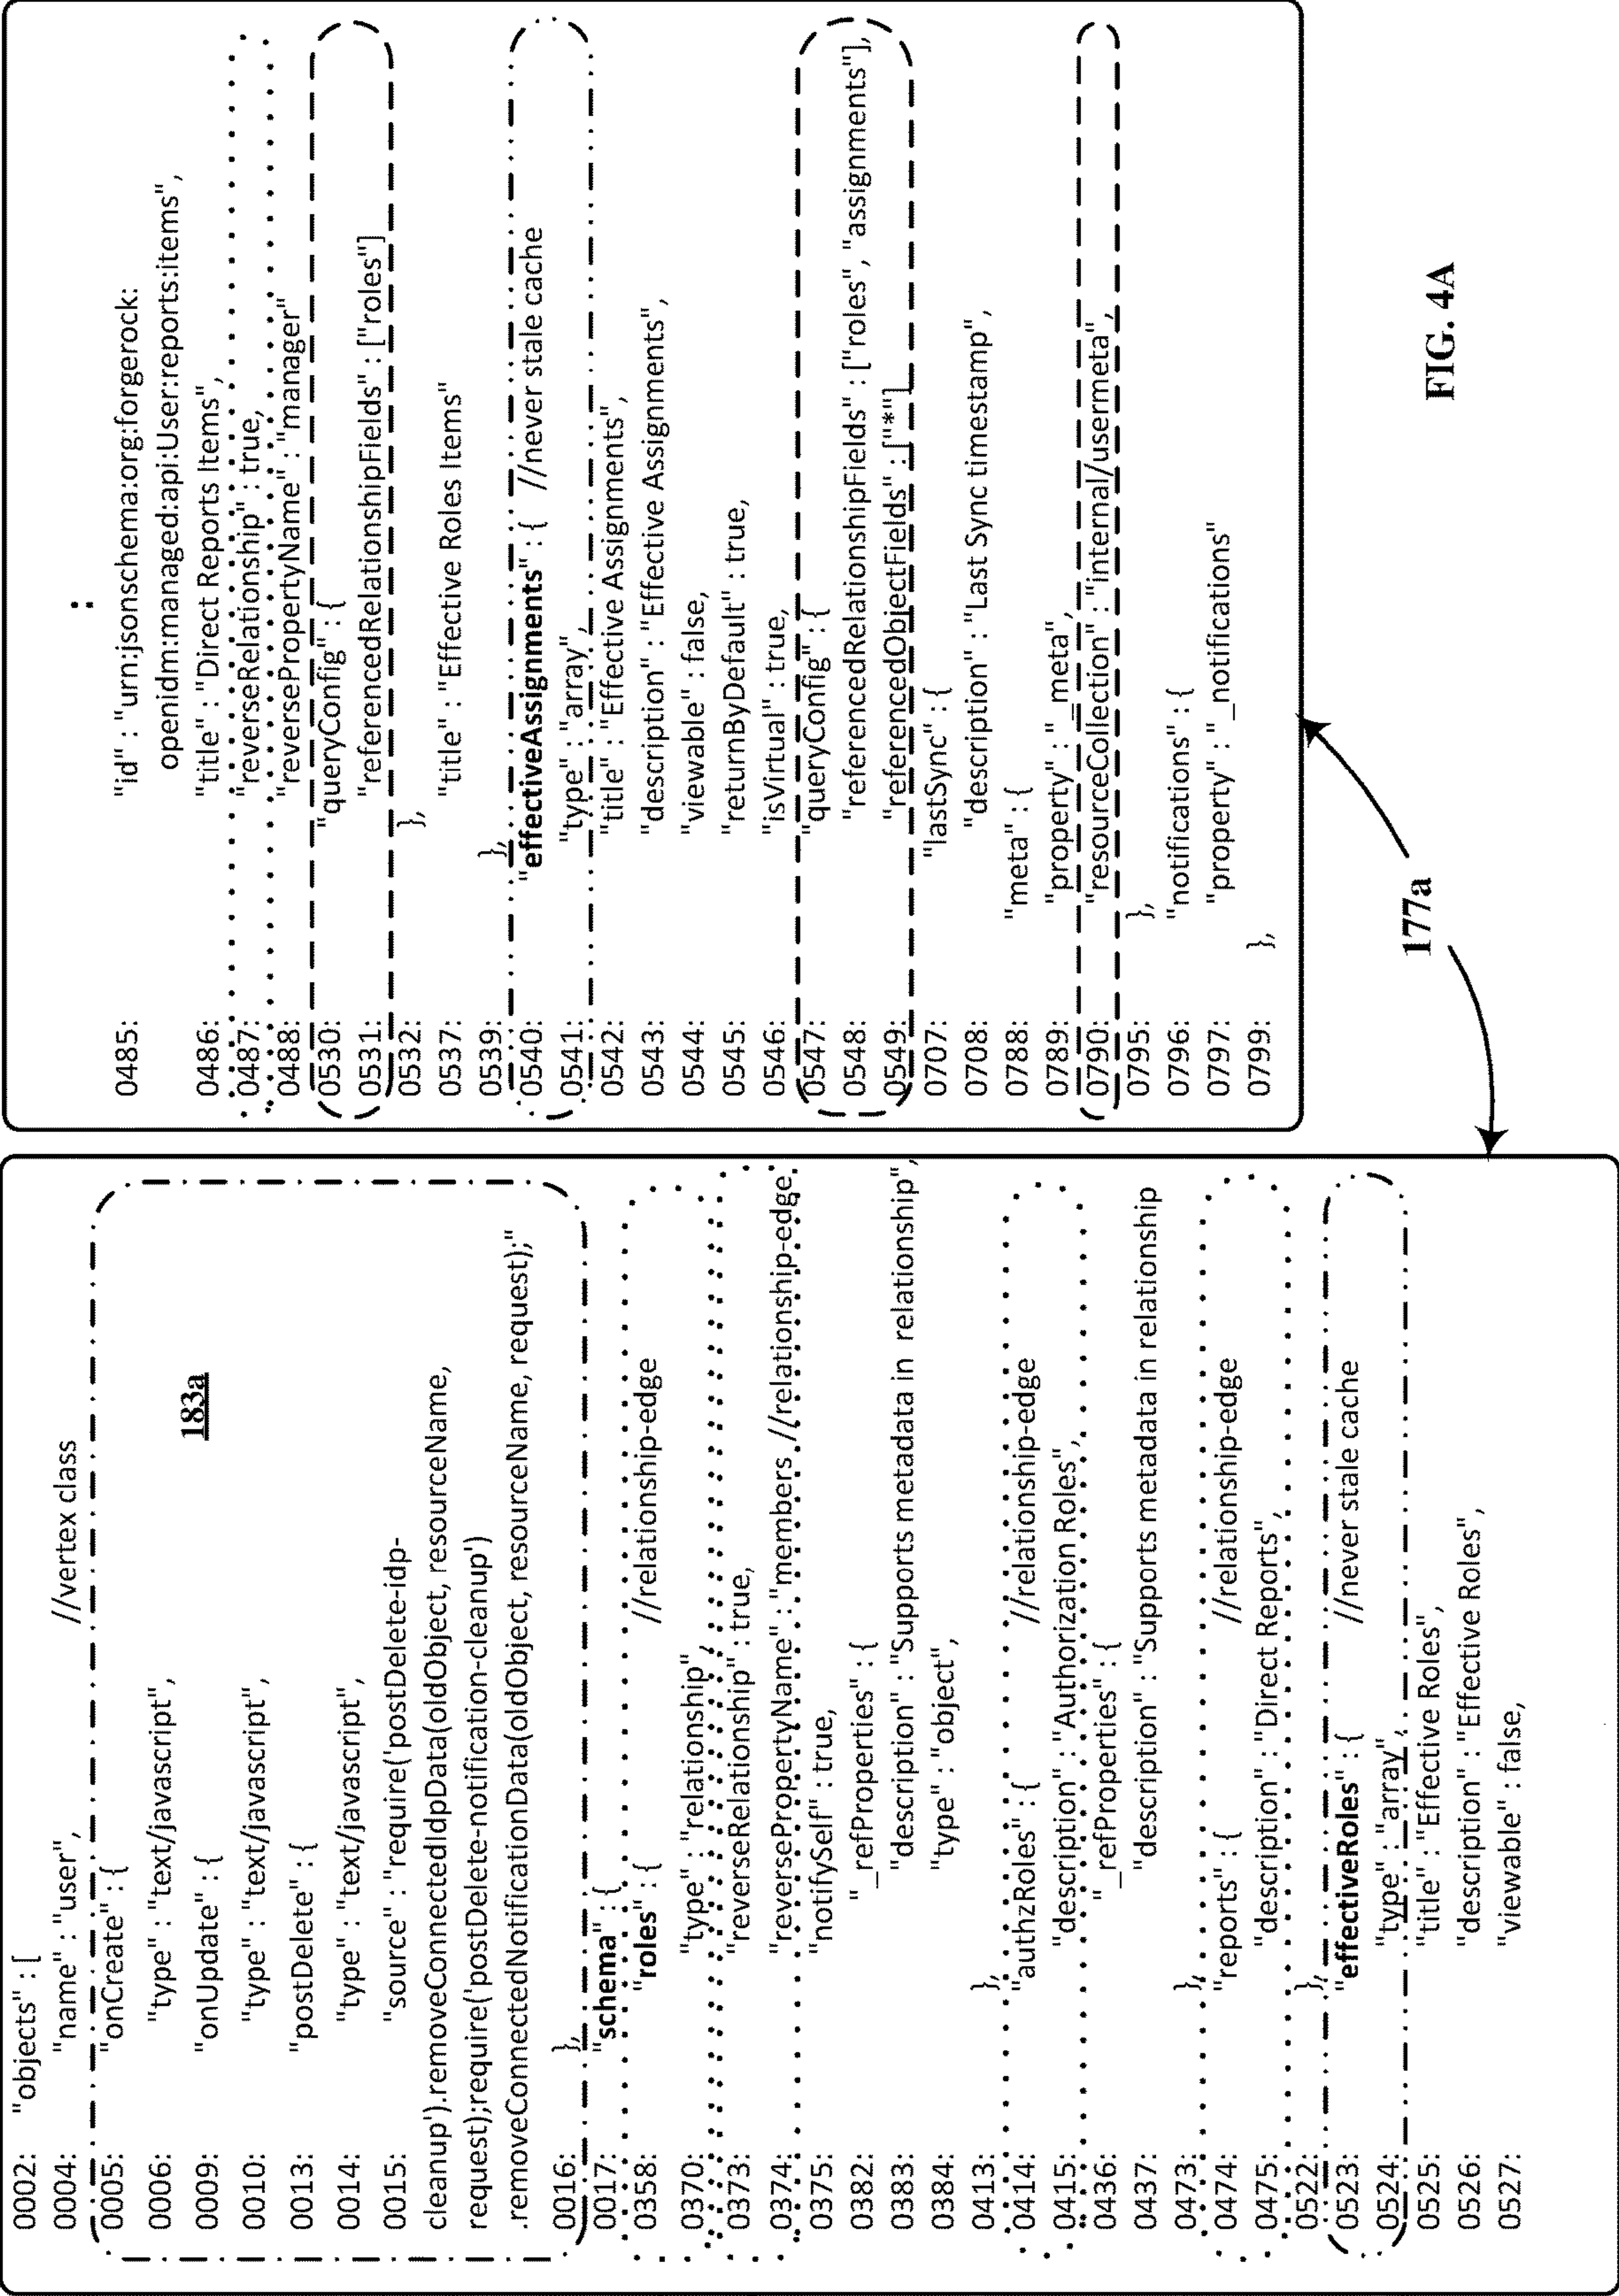 0002: "objects" : [
0004: "name" : "user", //vertex class
0005: "onCreate" : {
0006: "type" : "text/javascript",
0009: "onUpdate" : {
0010: "type" : "text/javascript",
0013: "postDelete" : {
0014: "type" : "text/javascript",
0015: "source" : "require('postDelete-idp-
cleanup').removeConnectedIdpData(oldObject, resourceName,
request);require('postDelete-notification-cleanup')
.removeConnectedNotificationData(oldObject, resourceName, request);"
0016: },
0017: "schema" : {
0358: "roles" : { //relationship-edge
0370: "type" : "relationship",
0373: "reverseRelationship" : true,
0374: "reversePropertyName" : "members //relationship-edge
0375: "notifySelf" : true,
0382: "_refProperties" : {
0383: "description" : "Supports metadata in relationship",
0384: "type" : "object",
0413: },
0414: "authzRoles" : { //relationship-edge
0415: "description" : "Authorization Roles",
0436: "_refProperties" : {
0437: "description" : "Supports metadata in relationship
0473: },
0474: "reports" : { //relationship-edge
0475: "description" : "Direct Reports",
0522: },
0523: "effectiveRoles" : { //never stale cache
0524: "type" : "array",
0525: "title" : "Effective Roles",
0526: "description" : "Effective Roles",
0527: "viewable" : false,
183a
:
0485: "id" : "urn:jsonschema:org:forgerock:
openidm:managed:api:User:reports:items",
0486: "title" : "Direct Reports Items",
0487: "reverseRelationship" : true,
0488: "reversePropertyName" : "manager"
0530: "queryConfig" : {
0531: "referencedRelationshipFields" : ["roles"]
0532: },
0537: "title" : "Effective Roles Items"
0539: },
0540: "effectiveAssignments" : { //never stale cache
0541: "type" : "array",
0542: "title" : "Effective Assignments",
0543: "description" : "Effective Assignments",
0544: "viewable" : false,
0545: "returnByDefault" : true,
0546: "isVirtual" : true,
0547: "queryConfig" : {
0548: "referencedRelationshipFields" : ["roles", "assignments"],
0549: "referencedObjectFields" : ["*"]
0707: "lastSync" : {
0708: "description" : "Last Sync timestamp",
0788: "meta" : {
0789: "property" : "_meta",
0790: "resourceCollection" : "internal/usermeta",
0795: },
0796: "notifications" : {
0797: "property" : "_notifications"
0799: },
177a
FIG. 4A